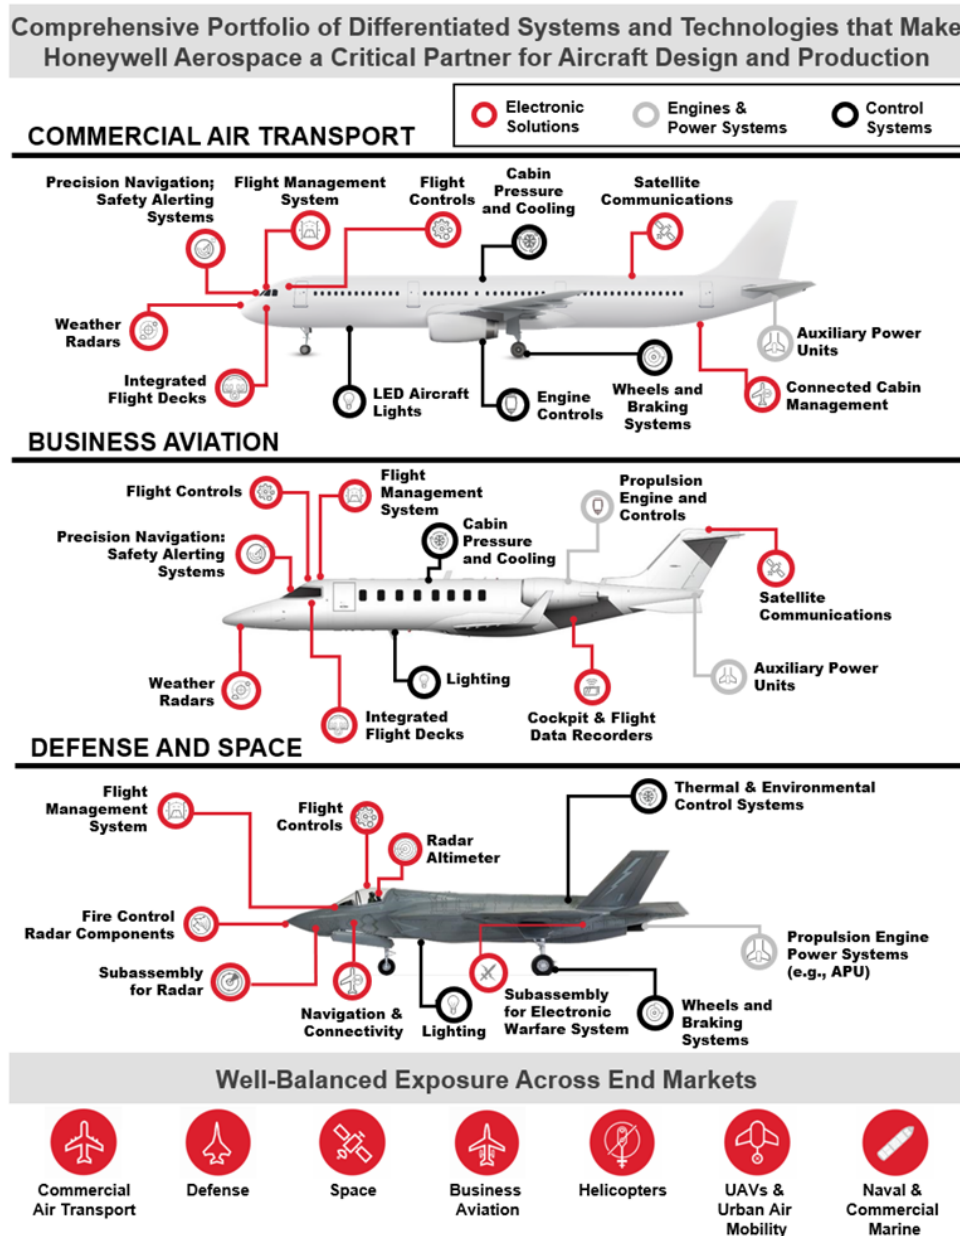 Comprehensive Portfolio of Differentiated Systems and Technologies that Make
Honeywell Aerospace a Critical Partner for Aircraft Design and Production
Electronic
Solutions
Engines &
Power Systems
Control
Systems
COMMERCIAL AIR TRANSPORT
Precision Navigation;
Safety Alerting
Systems
Flight Management
System
Flight
Controls
Cabin
Pressure
and Cooling
Satellite
Communications
Weather
Radars
Integrated
Flight Decks
LED Aircraft
Lights
Engine
Controls
Wheels and
Braking
Systems
Auxiliary Power
Units
Connected Cabin
Management
BUSINESS AVIATION
Flight Controls
Flight
Management
System
Precision Navigation:
Safety Alerting
Systems
Cabin
Pressure
and Cooling
Propulsion
Engine and
Controls
Satellite
Communications
Weather
Radars
Integrated
Flight Decks
Lighting
Cockpit & Flight
Data Recorders
Auxiliary Power
Units
DEFENSE AND SPACE
Flight
Management
System
Flight
Controls
Radar
Altimeter
Thermal & Environmental
Control Systems
Fire Control
Radar Components
Subassembly
for Radar
Navigation &
Connectivity
Lighting
Subassembly
for Electronic
Warfare System
Wheels and
Braking
Systems
Propulsion Engine
Power Systems
(e.g., APU)
Well-Balanced Exposure Across End Markets
Commercial
Air Transport
Defense
Space
Business
Aviation
Helicopters
UAVs &
Urban Air
Mobility
Naval &
Commercial
Marine